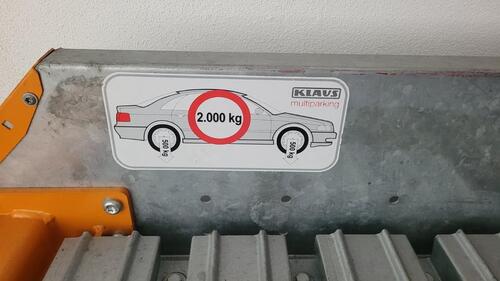 KLAUS
multiparking
2.000 kg
500 kg
500 kg